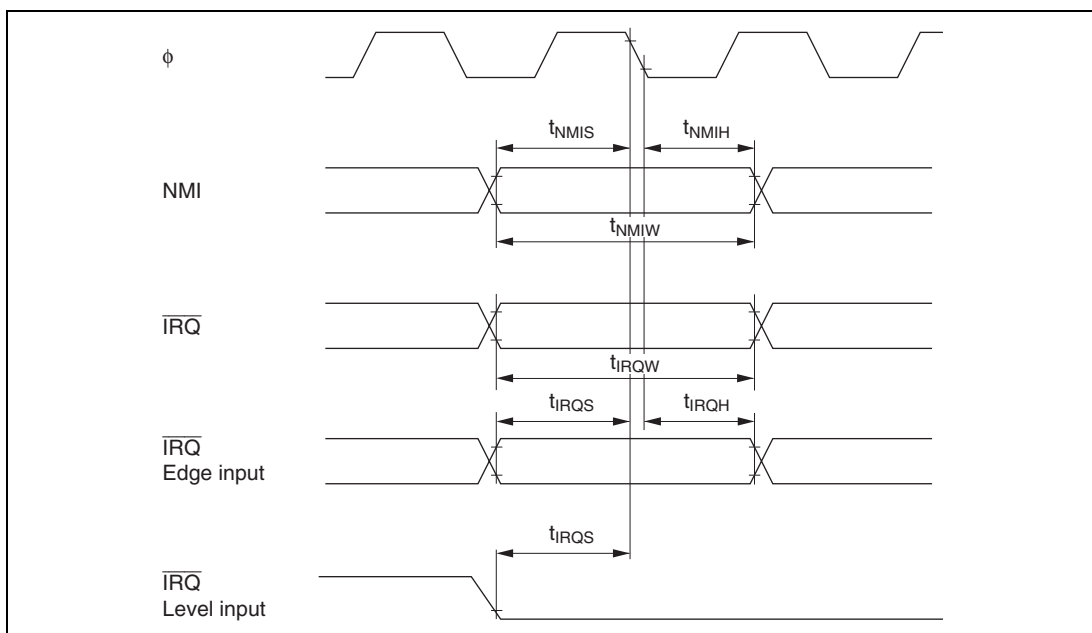 ϕ
tNMIS tNMIH
NMI
tNMIW
IRQ
tIRQW
tIRQS tIRQH
IRQ
Edge input
tIRQS
IRQ
Level input